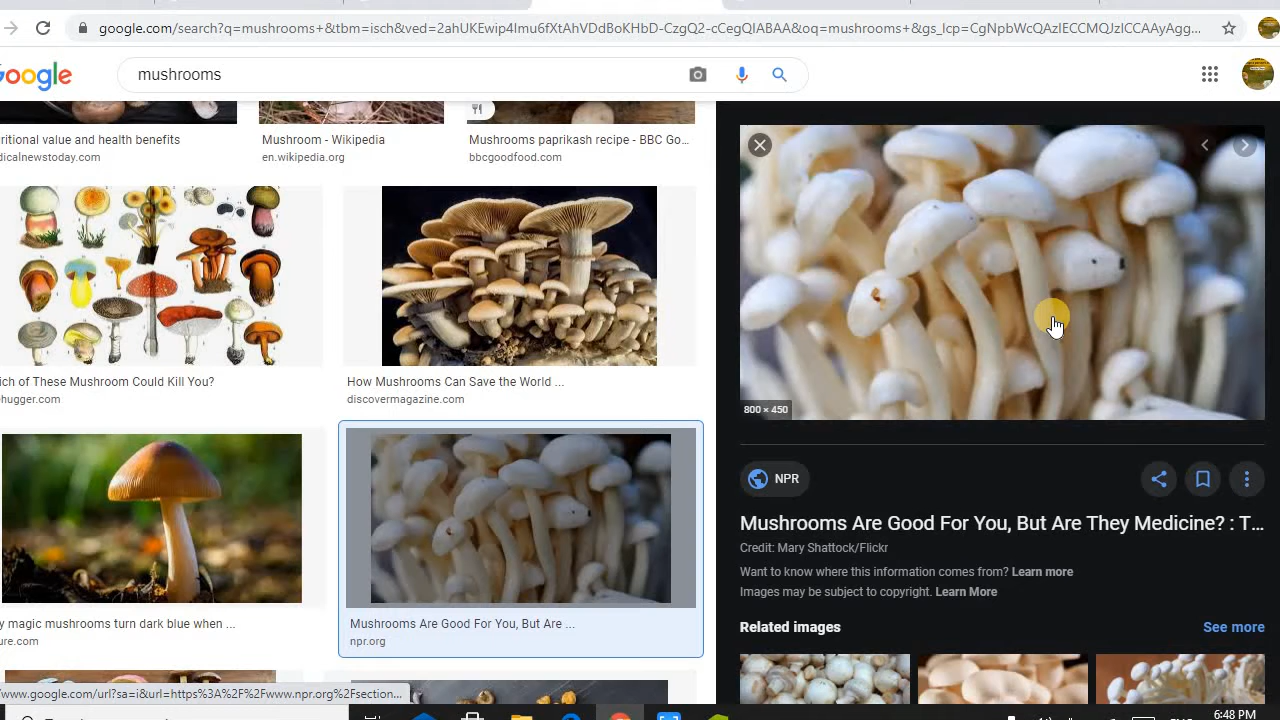 google.com/search?q=mushrooms+&tbm=isch&ved=2ahUKEwip4lmu6fXtAhVDdBoKHbD-CzgQ2-cCegQIABAA&oq=mushrooms+&gs_lcp=CgNpbWcQAzIECCMQJzICCAAyAgg...
oogle
mushrooms
ritional value and health benefits
dicalnewstoday.com
Mushroom - Wikipedia
en.wikipedia.org
Mushrooms paprikash recipe - BBC Go...
bbcgoodfood.com
ich of These Mushroom Could Kill You?
ehugger.com
How Mushrooms Can Save the World ...
discovermagazine.com
y magic mushrooms turn dark blue when ...
ure.com
Mushrooms Are Good For You, But Are ...
npr.org
www.google.com/url?sa=i&url=https%3A%2F%2Fwww.npr.org%2Fsection...
800 × 450
NPR
Mushrooms Are Good For You, But Are They Medicine? : T...
Credit: Mary Shattock/Flickr
Want to know where this information comes from? Learn more
Images may be subject to copyright. Learn More
Related images
See more
6:48 PM